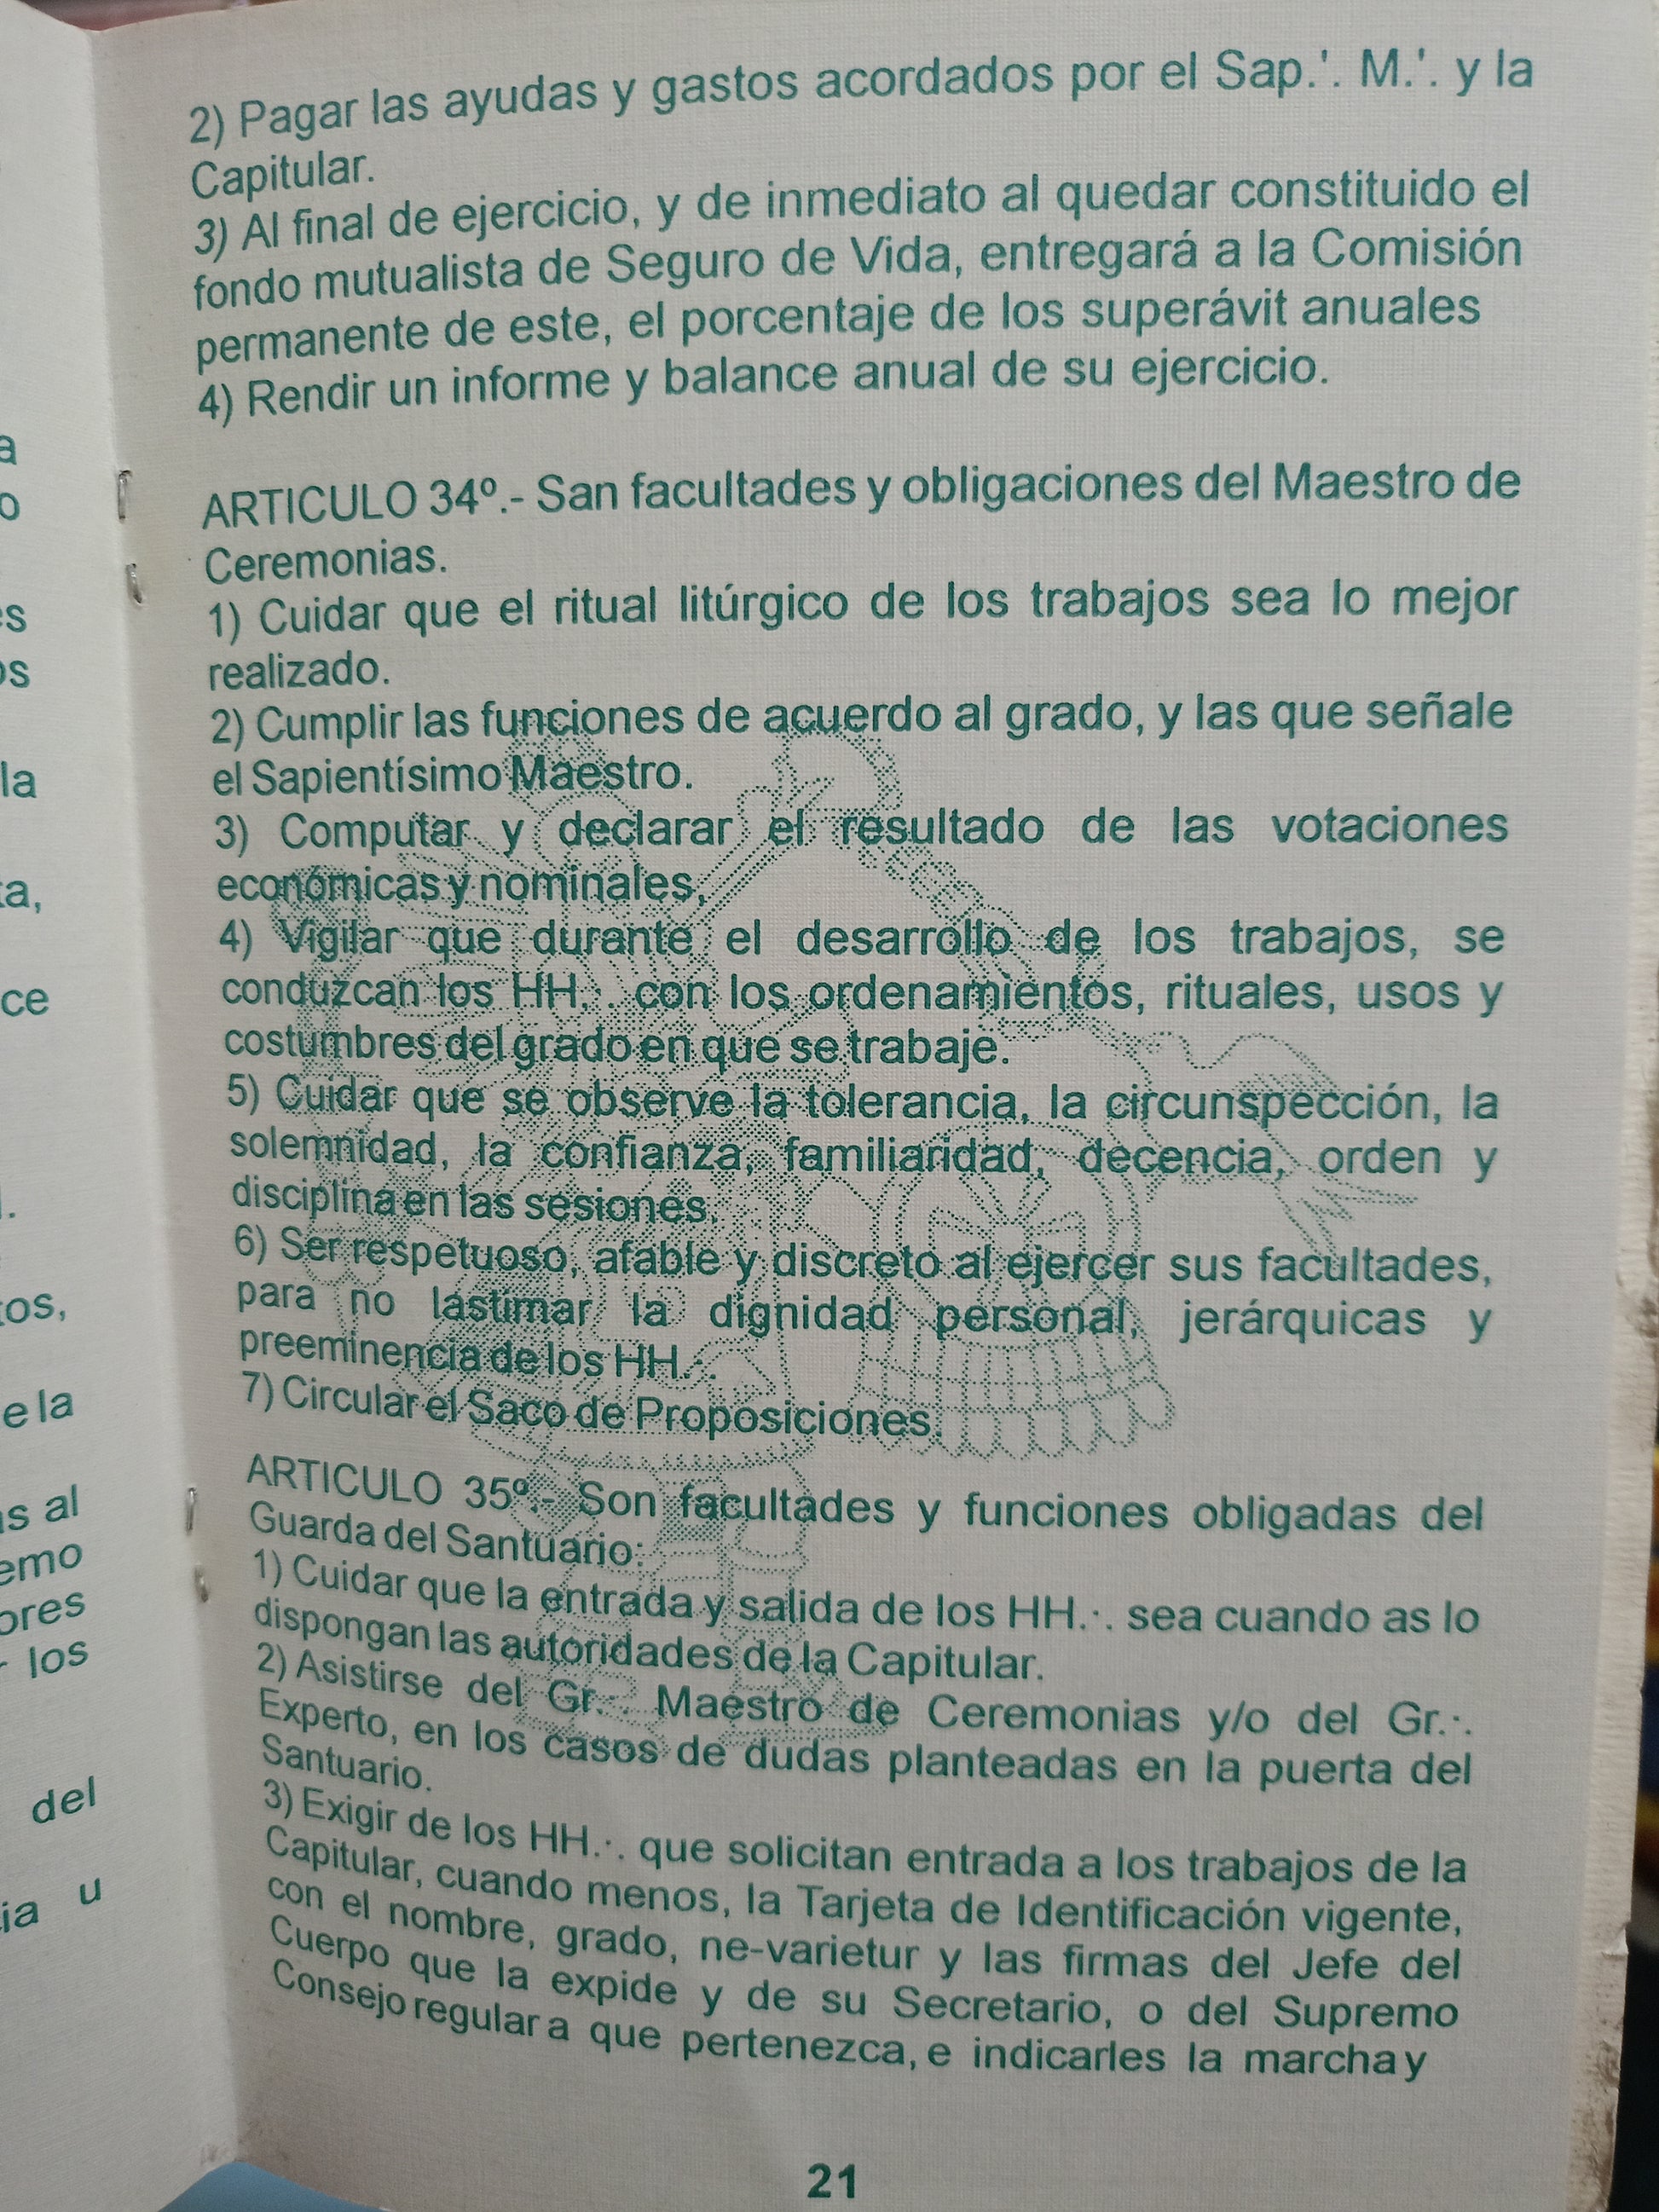 2) Pagar las ayudas y gastos acordados por el Sap.'. M.'. y la
Capitular.
3) Al final de ejercicio, y de inmediato al quedar constituido el
fondo mutualista de Seguro de Vida, entregará a la Comisión
permanente de este, el porcentaje de los superávit anuales
4) Rendir un informe y balance anual de su ejercicio.
ARTICULO 34º.- San facultades y obligaciones del Maestro de
Ceremonias.
1) Cuidar que el ritual litúrgico de los trabajos sea lo mejor
realizado.
2) Cumplir las funciones de acuerdo al grado, y las que señale
el Sapientísimo Maestro.
3) Computar y declarar el resultado de las votaciones
económicas y nominales,
4) Vigilar que durante el desarrollo de los trabajos, se
conduzcan los HH.·. con los ordenamientos, rituales, usos y
costumbres del grado en que se trabaje.
5) Cuidar que se observe la tolerancia, la circunspección, la
solemnidad, la confianza, familiaridad, decencia, orden y
disciplina en las sesiones.
6) Ser respetuoso, afable y discreto al ejercer sus facultades,
para no lastimar la dignidad personal, jerárquicas y
preeminencia de los HH.·.
7) Circular el Saco de Proposiciones.
ARTICULO 35º.- Son facultades y funciones obligadas del
Guarda del Santuario:
1) Cuidar que la entrada y salida de los HH.·. sea cuando as lo
dispongan las autoridades de la Capitular.
2) Asistirse del Gr.·. Maestro de Ceremonias y/o del Gr.·.
Experto, en los casos de dudas planteadas en la puerta del
Santuario.
3) Exigir de los HH.·. que solicitan entrada a los trabajos de la
Capitular, cuando menos, la Tarjeta de Identificación vigente,
con el nombre, grado, ne-varietur y las firmas del Jefe del
Cuerpo que la expide y de su Secretario, o del Supremo
Consejo regular a que pertenezca, e indicarles la marcha y
21